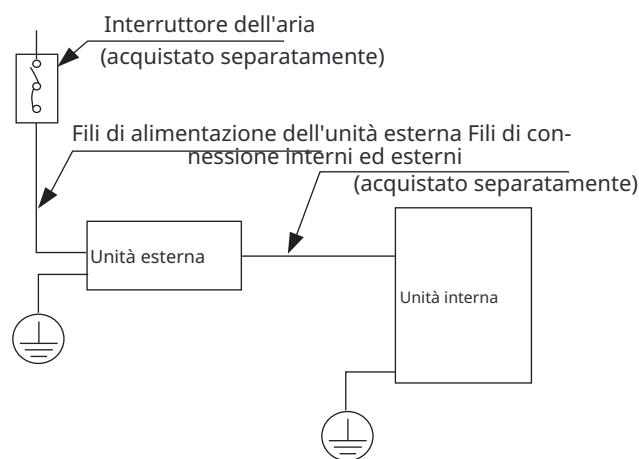 Interruttore dell'aria
(acquistato separatamente)
Fili di alimentazione dell'unità esterna Fili di con-
nessione interni ed esterni
(acquistato separatamente)
Unità esterna
Unità interna